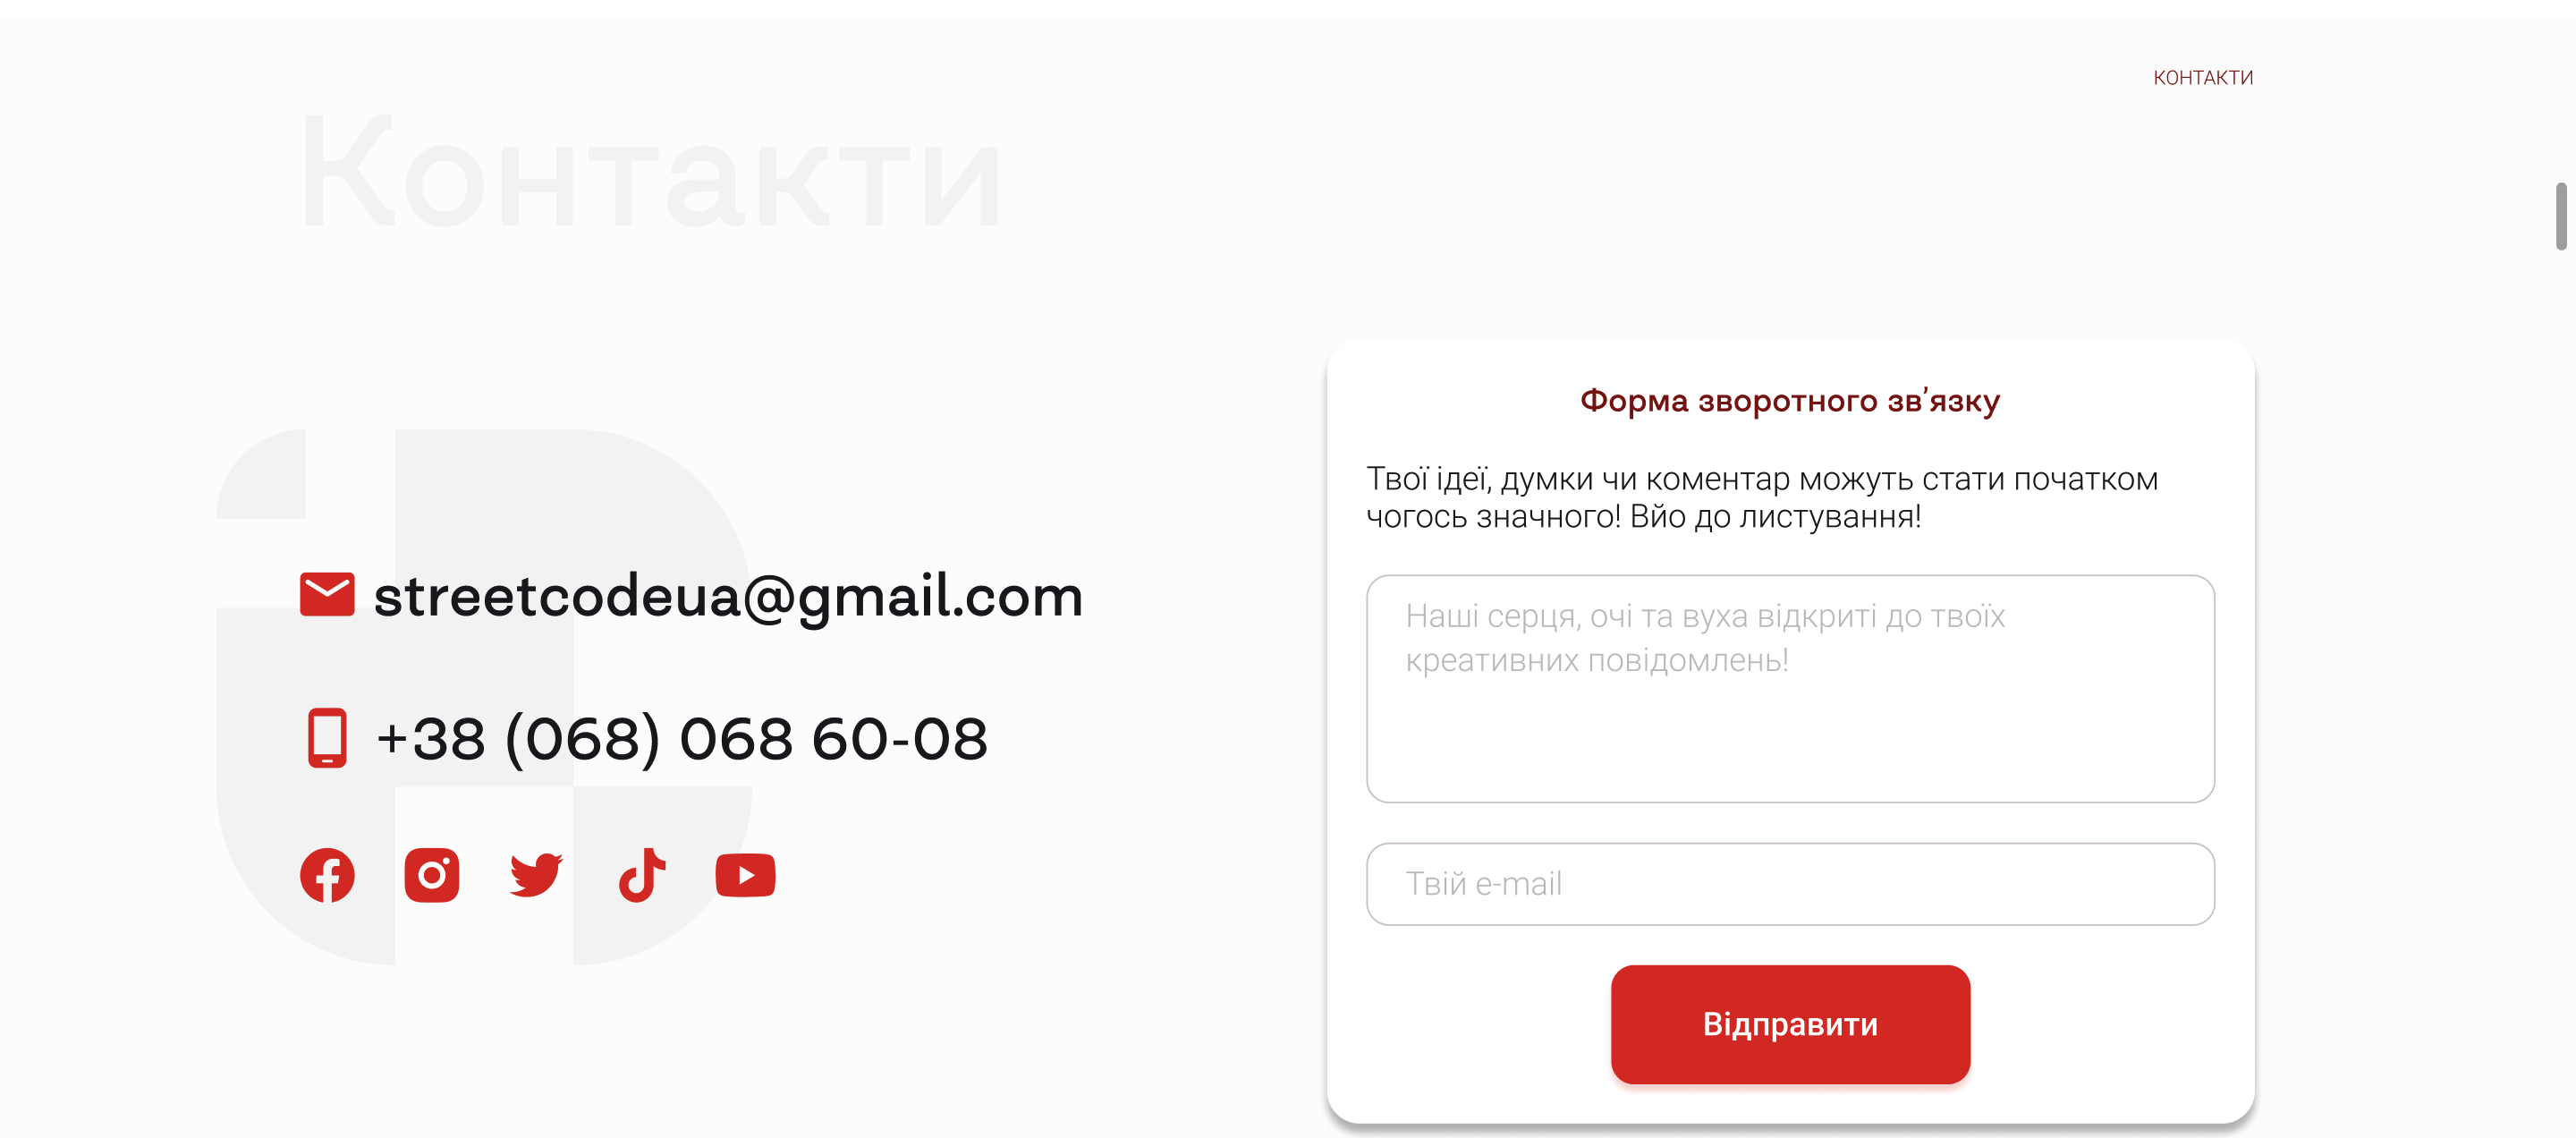 КОНТАКТИ
Контакти
streetcodeua@gmail.com
+38 (068) 068 60-08
Форма зворотного зв’язку
Твої ідеї, думки чи коментар можуть стати початком
чогось значного! Вйо до листування!
Наші серця, очі та вуха відкриті до твоїх
креативних повідомлень!
Твій e-mail
Відправити